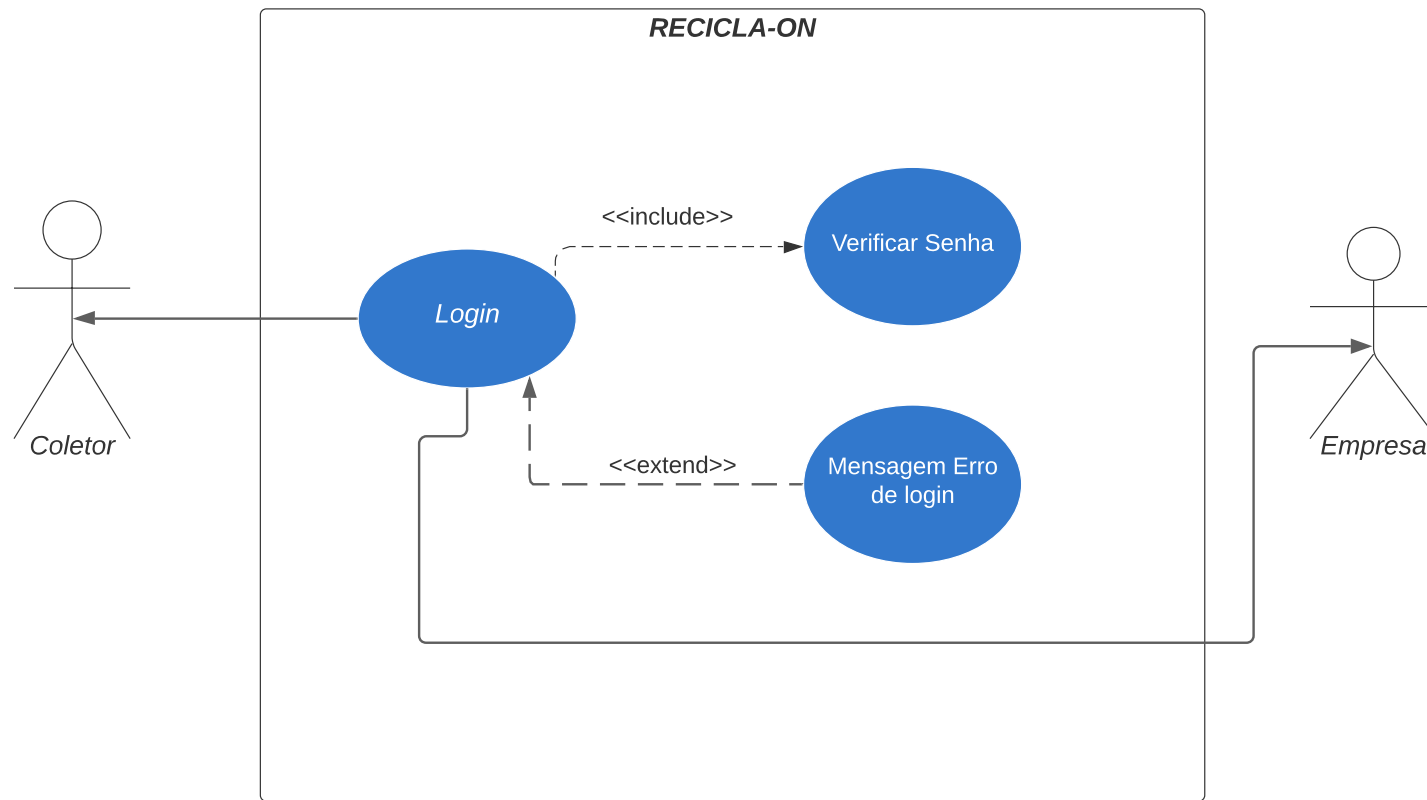 RECICLA-ON
<<include>>
Verificar Senha
Login
Coletor
Empresa
<<extend>>
Mensagem Erro
de login